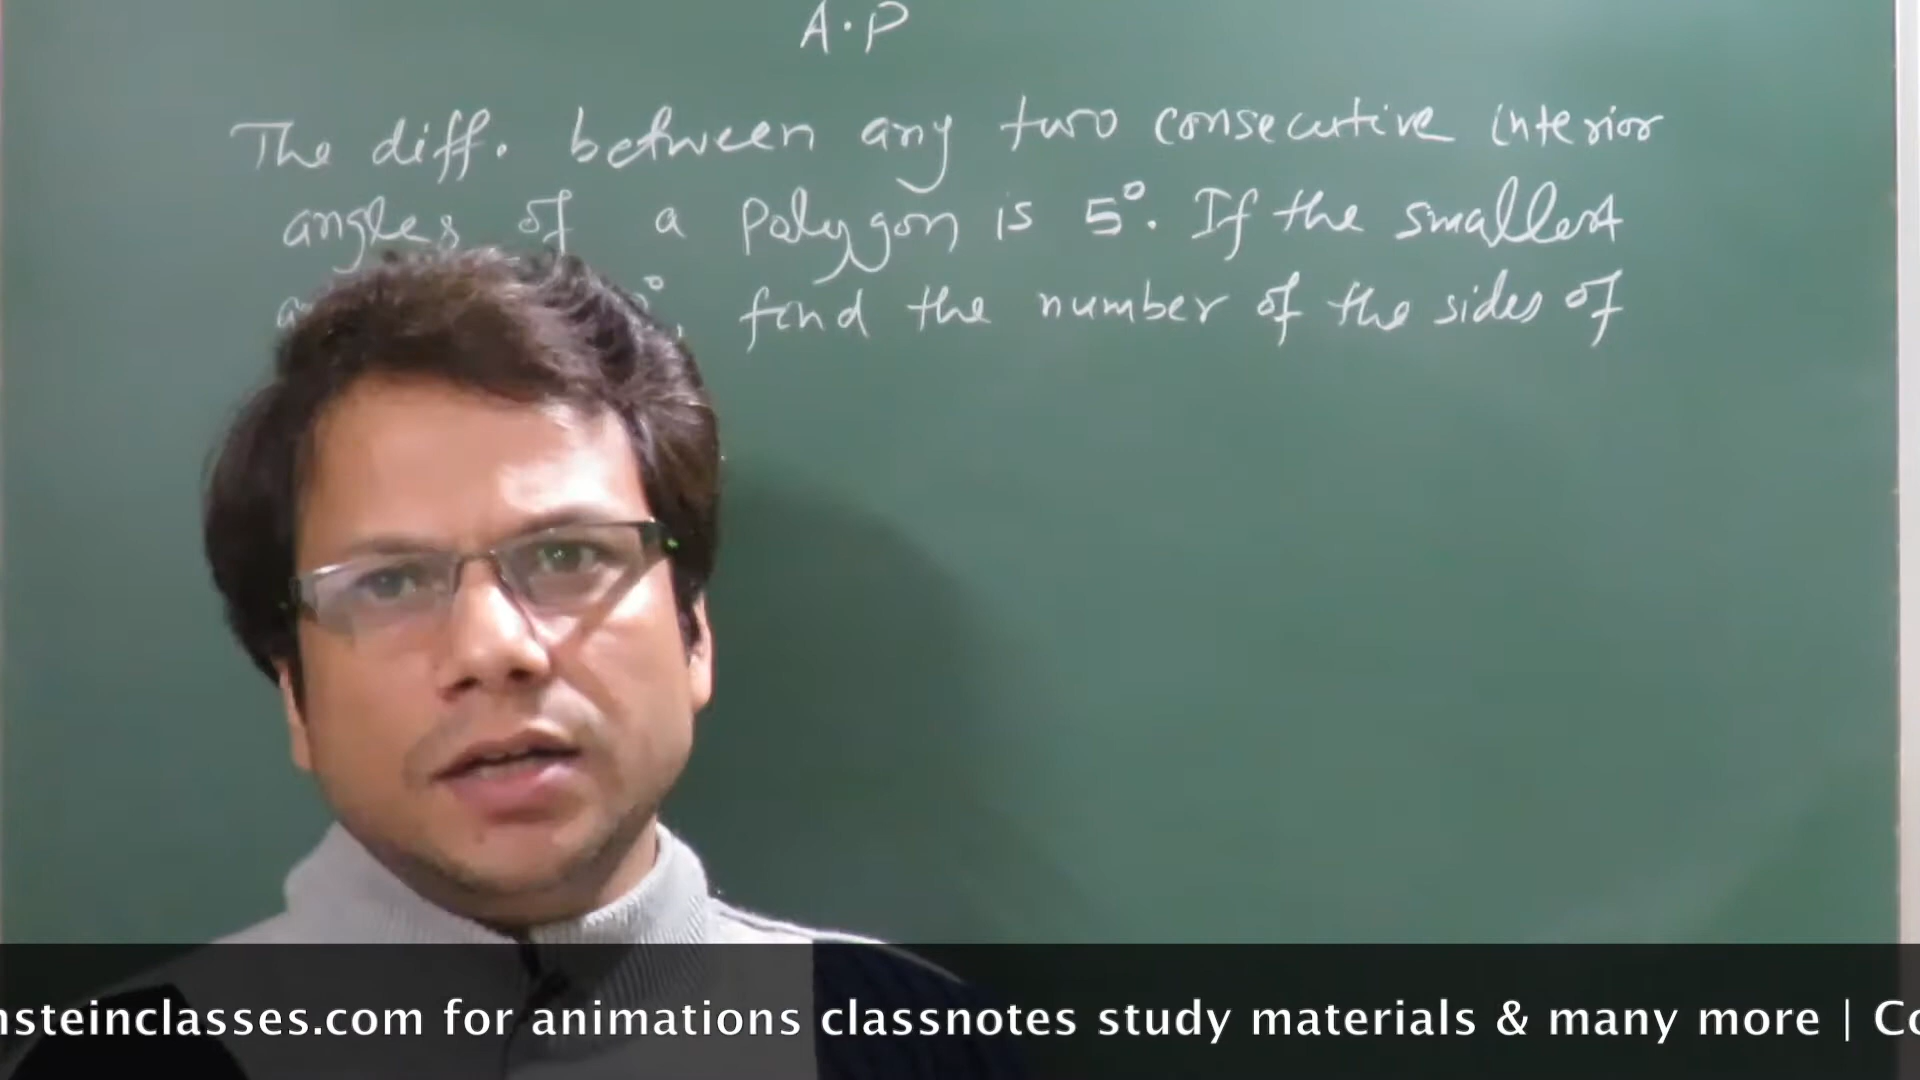 A.P
The diff. between any two consecutive interior
angles of a polygon is 5°. If the smallest
find the number of the sides of
nsteinclasses.com for animations classnotes study materials & many more | Co